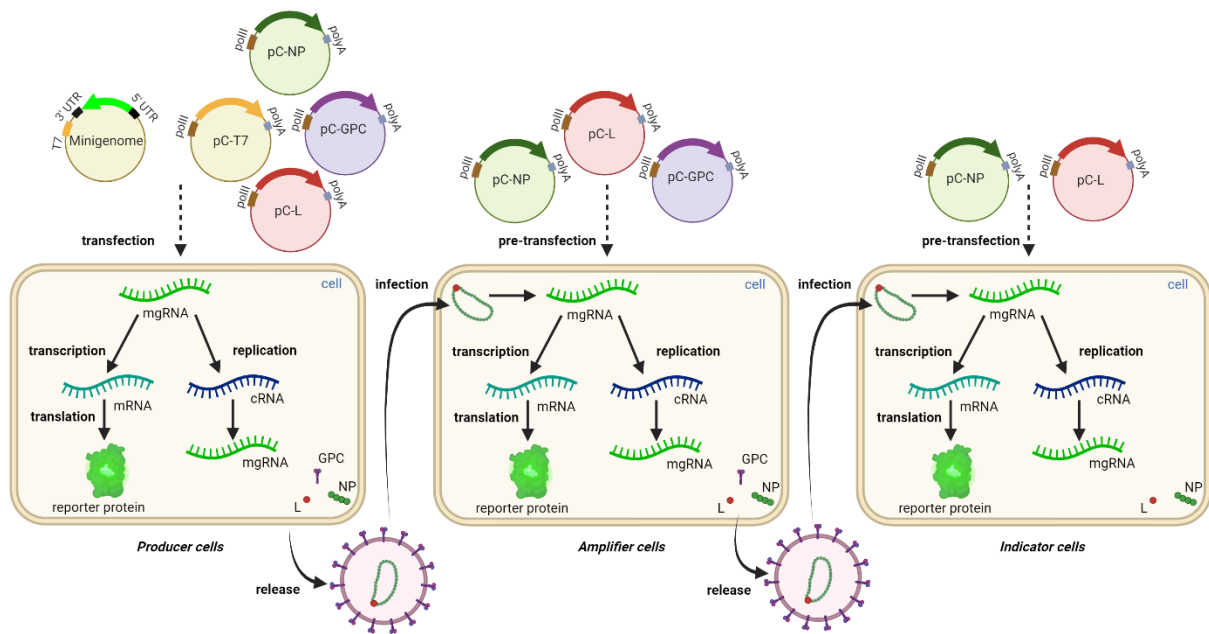 polII
pC-NP
polyA
T7
3' UTR
5' UTR
Minigenome
polII
pC-T7
polyA
polII
pC-GPC
polyA
polII
pC-L
polyA
transfection
polII
pC-NP
polyA
polII
pC-L
polyA
polII
pC-GPC
polyA
pre-transfection
polII
pC-NP
polyA
polII
pC-L
polyA
pre-transfection
cell
mgRNA
transcription
replication
mRNA
cRNA
translation
mgRNA
reporter protein
GPC
L
NP
Producer cells
release
infection
cell
mgRNA
transcription
replication
mRNA
cRNA
translation
mgRNA
reporter protein
GPC
L
NP
Amplifier cells
release
infection
cell
mgRNA
transcription
replication
mRNA
cRNA
translation
mgRNA
reporter protein
L
NP
Indicator cells